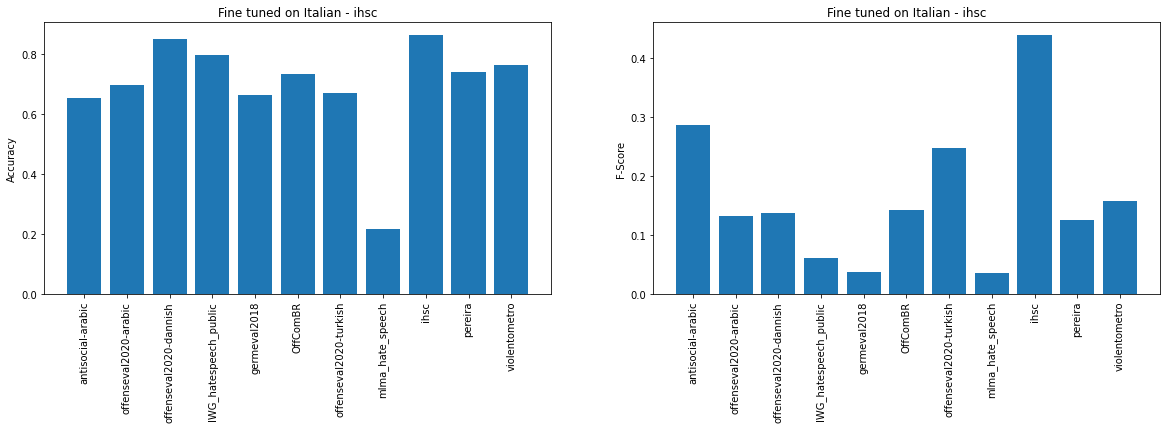 Fine tuned on Italian - ihsc
Accuracy
0.8
0.6
0.4
0.2
0.0
antisocial-arabic
offenseval2020-arabic
offenseval2020-dannish
IWG_hatespeech_public
germeval2018
OffComBR
offenseval2020-turkish
mlma_hate_speech
ihsc
pereira
violentometro
Fine tuned on Italian - ihsc
F-Score
0.4
0.3
0.2
0.1
0.0
antisocial-arabic
offenseval2020-arabic
offenseval2020-dannish
IWG_hatespeech_public
germeval2018
OffComBR
offenseval2020-turkish
mlma_hate_speech
ihsc
pereira
violentometro